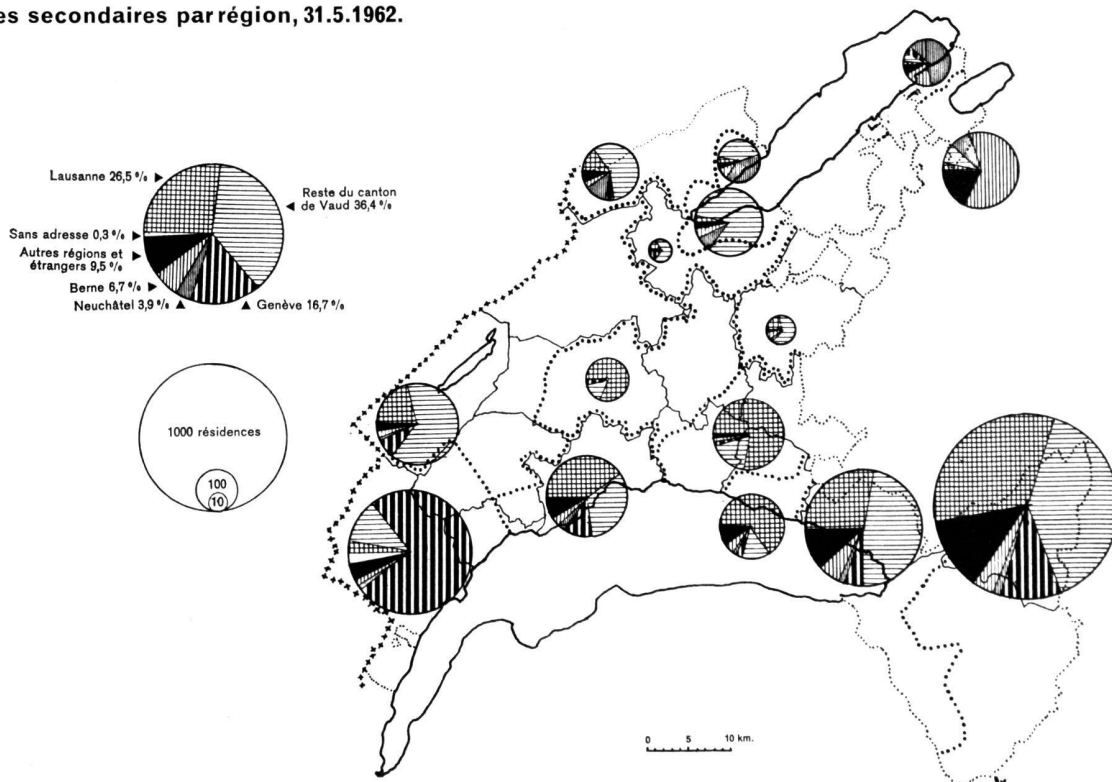 es secondaires par région, 31.5.1962.
Lausanne 26,5 %
Reste du canton
de Vaud 36,4 %
Sans adresse 0,3 %
Autres régions et
étrangers 9,5 %
Berne 6,7 %
Neuchâtel 3,9 %
Genève 16,7 %
1000 résidences
100
10
0 5 10 km.